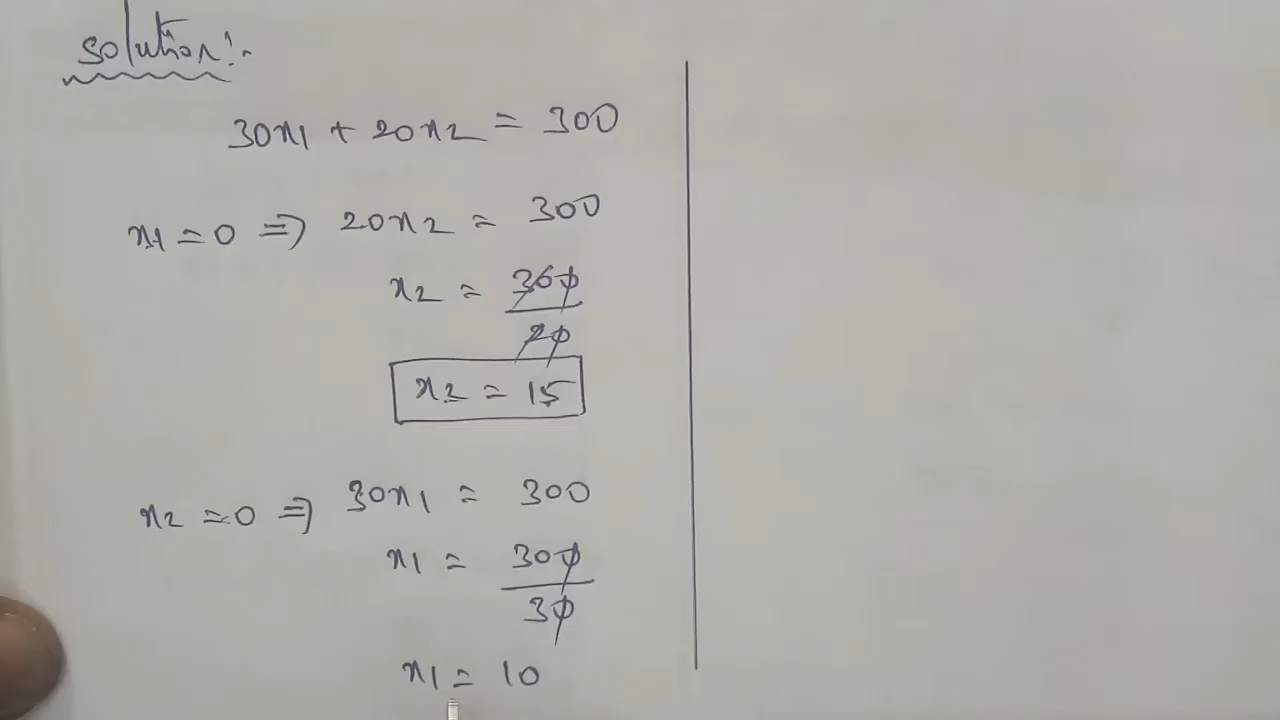 Solution:-
30x1 + 20x2 = 300
x1 = 0 ⇒ 20x2 = 300
x2 = 300
20
x2 = 15
x2 = 0 ⇒ 30x1 = 300
x1 = 300
30
x1 = 10